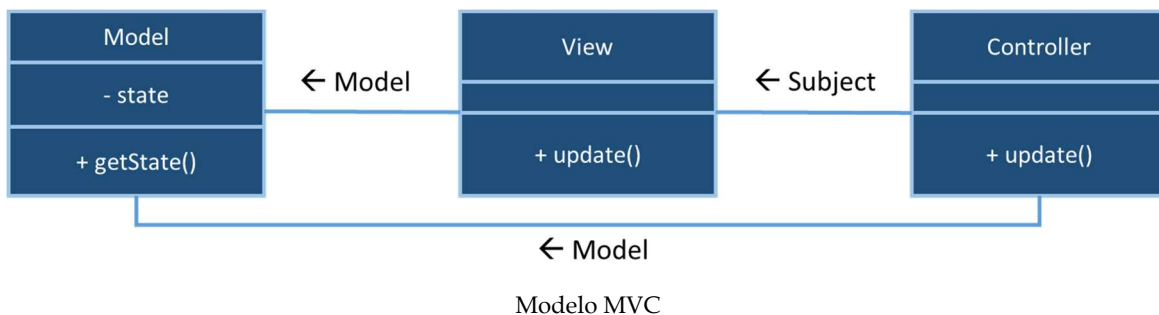 Model
- state
+ getState()
← Model
View
+ update()
← Subject
Controller
+ update()
← Model
Modelo MVC